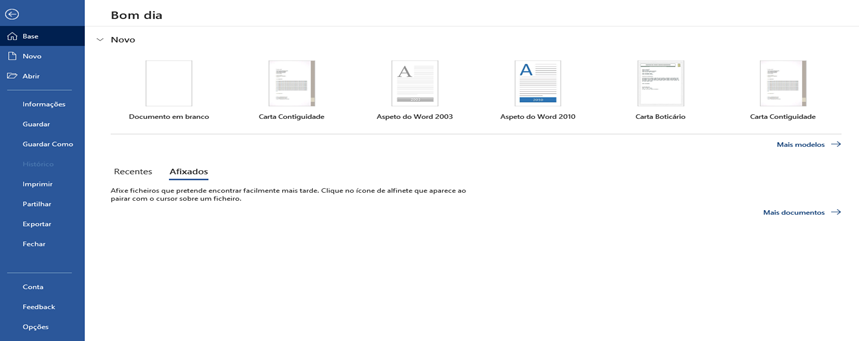 Bom dia
Base
Novo
Abrir
Informações
Guardar
Guardar Como
Histórico
Imprimir
Partilhar
Exportar
Fechar
Conta
Feedback
Opções
Novo
Documento em branco
Carta Contiguidade
Aspeto do Word 2003
Aspeto do Word 2010
Carta Boticário
Carta Contiguidade
Mais modelos
Recentes
Afixados
Afixe ficheiros que pretende encontrar facilmente mais tarde. Clique no ícone de alfinete que aparece ao
pairar com o cursor sobre um ficheiro.
Mais documentos